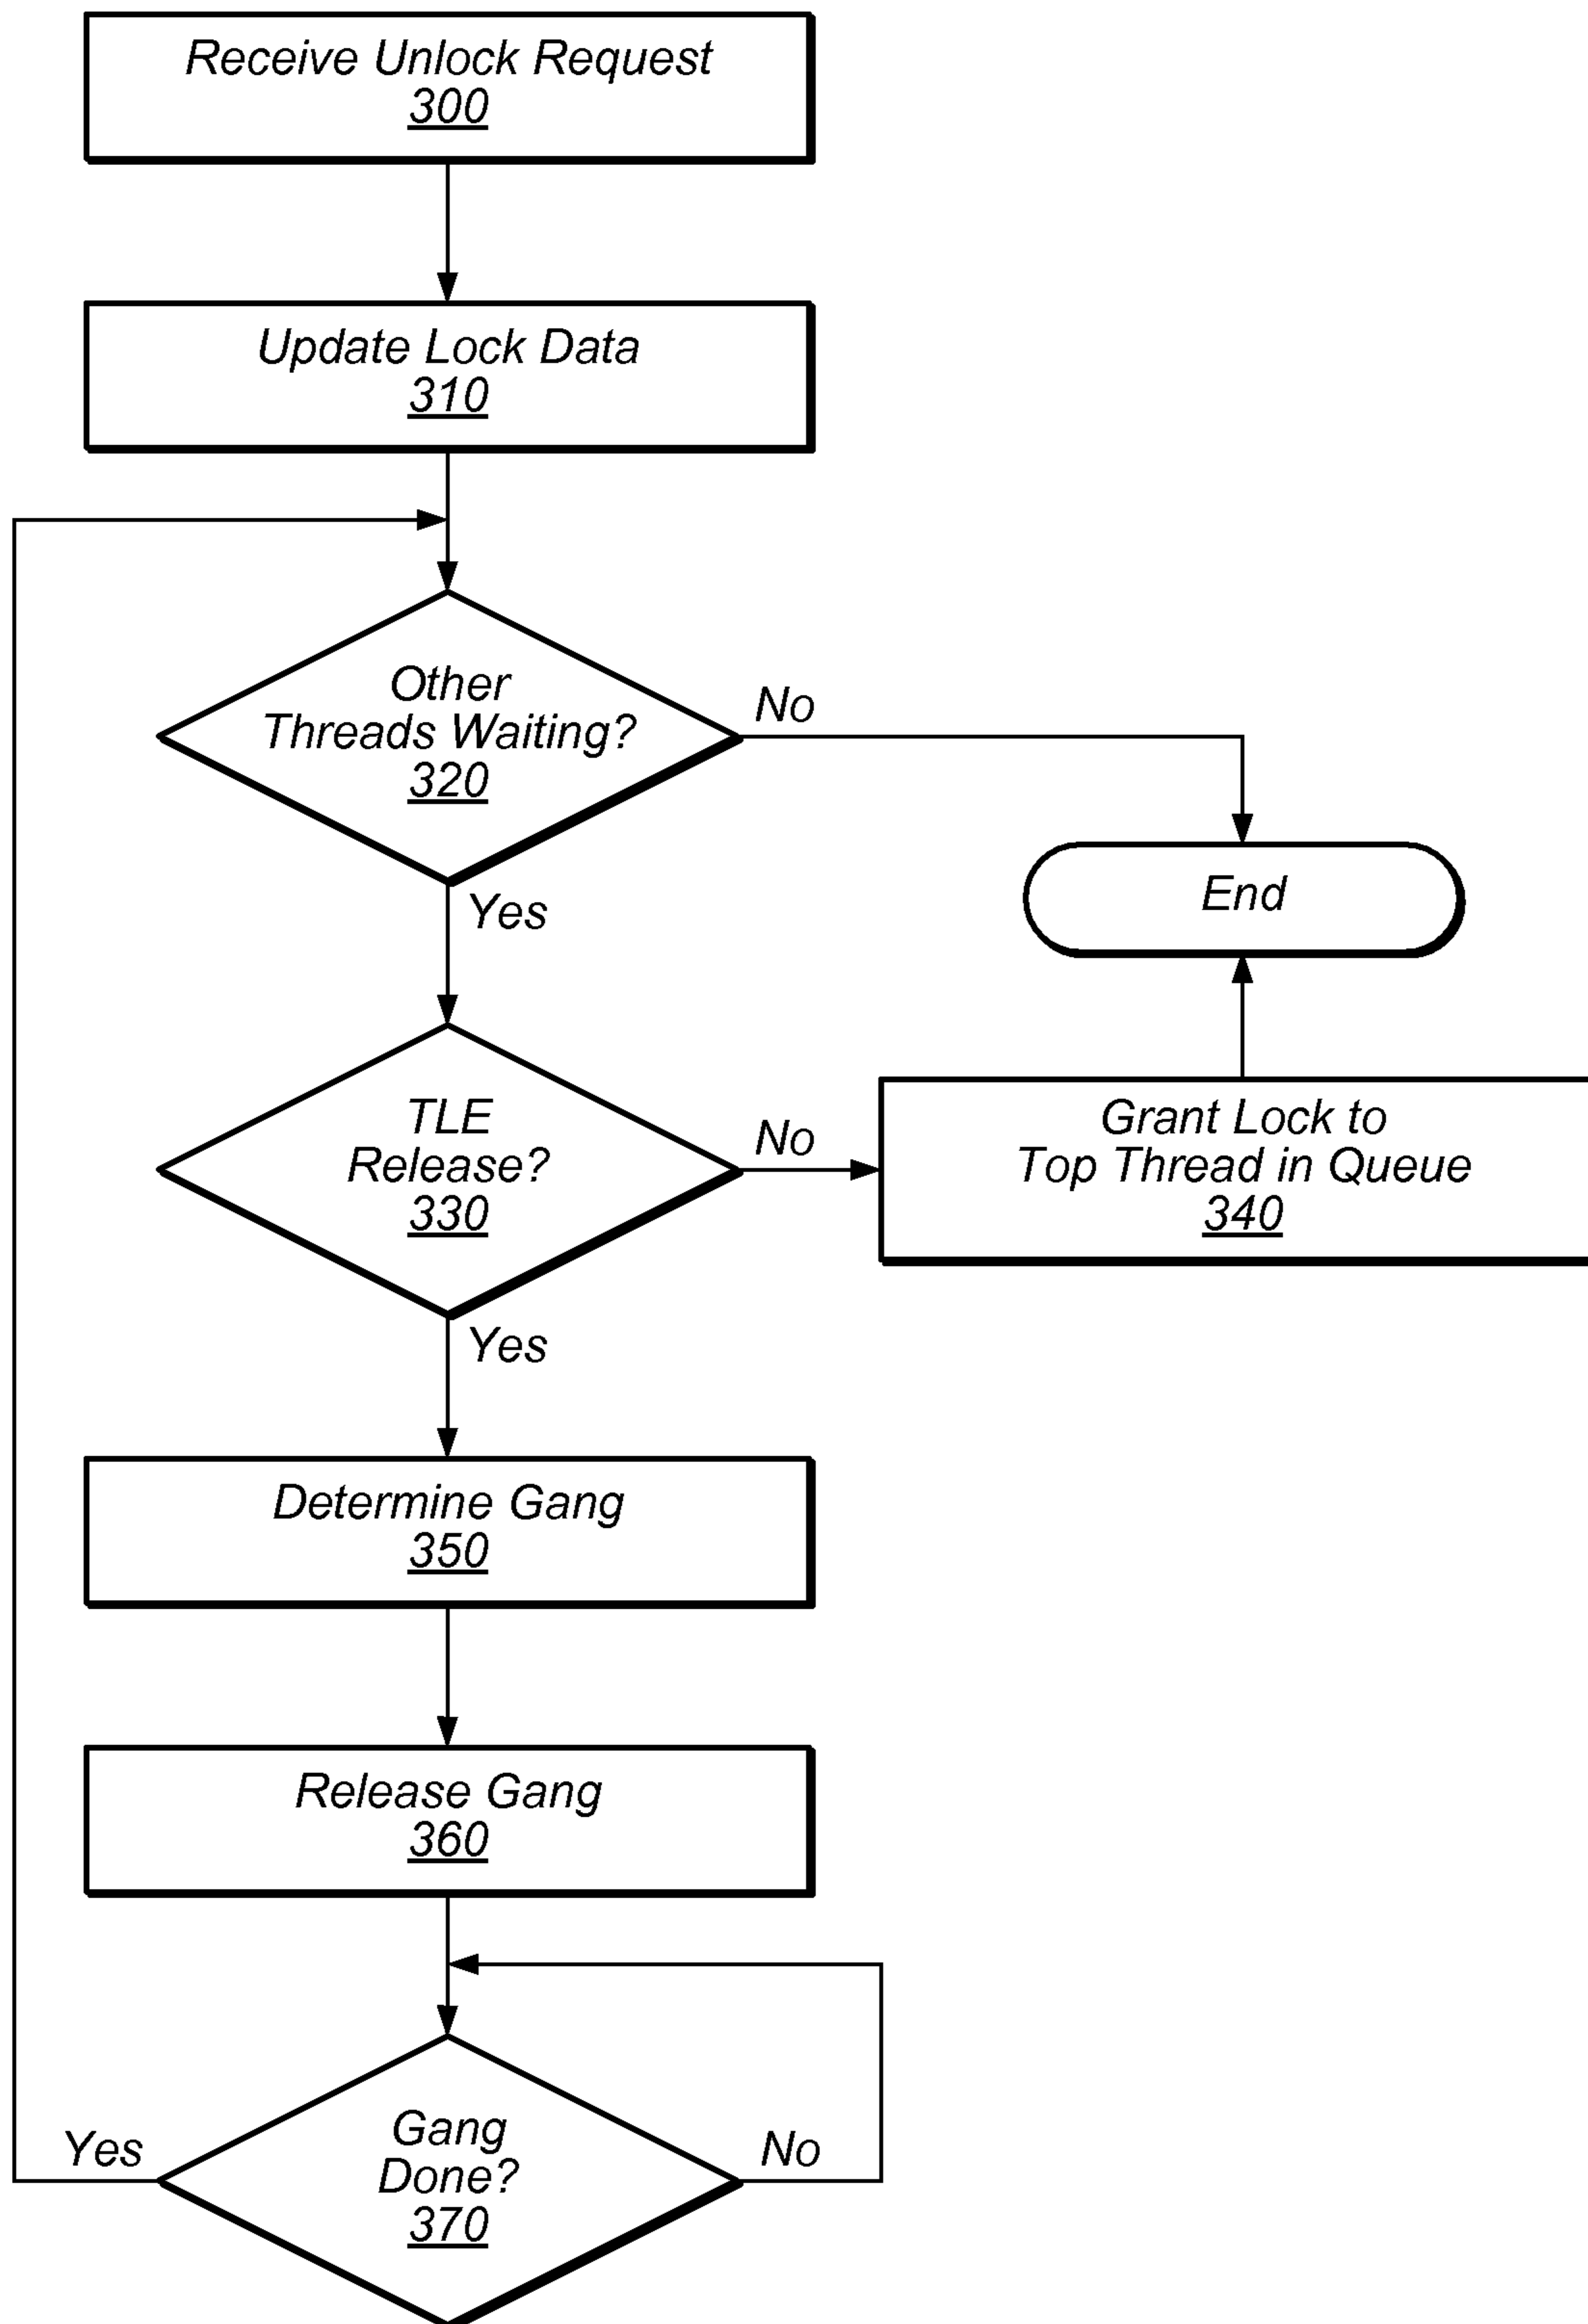 Receive Unlock Request
300
Update Lock Data
310
Other
Threads Waiting?
320
No
Yes
End
TLE
Release?
330
No
Grant Lock to
Top Thread in Queue
340
Yes
Determine Gang
350
Release Gang
360
Gang
Done?
370
Yes
No